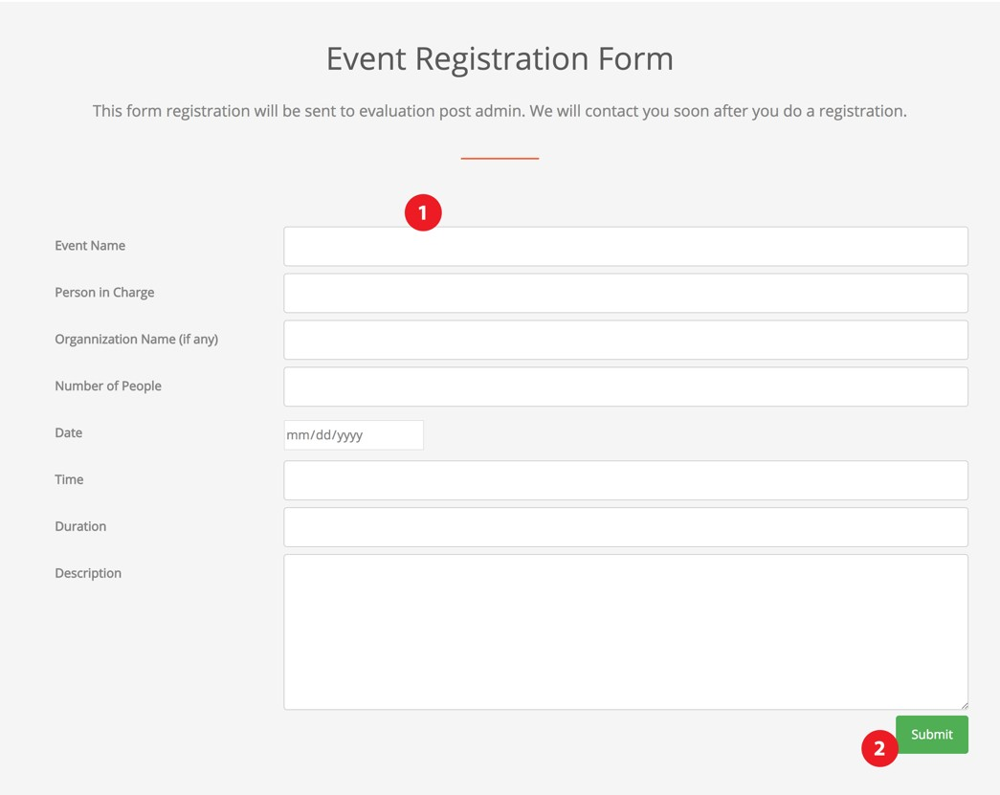 Event Registration Form
This form registration will be sent to evaluation post admin. We will contact you soon after you do a registration.
1
Event Name
Person in Charge
Organnization Name (if any)
Number of People
Date
mm/dd/yyyy
Time
Duration
Description
Submit
2